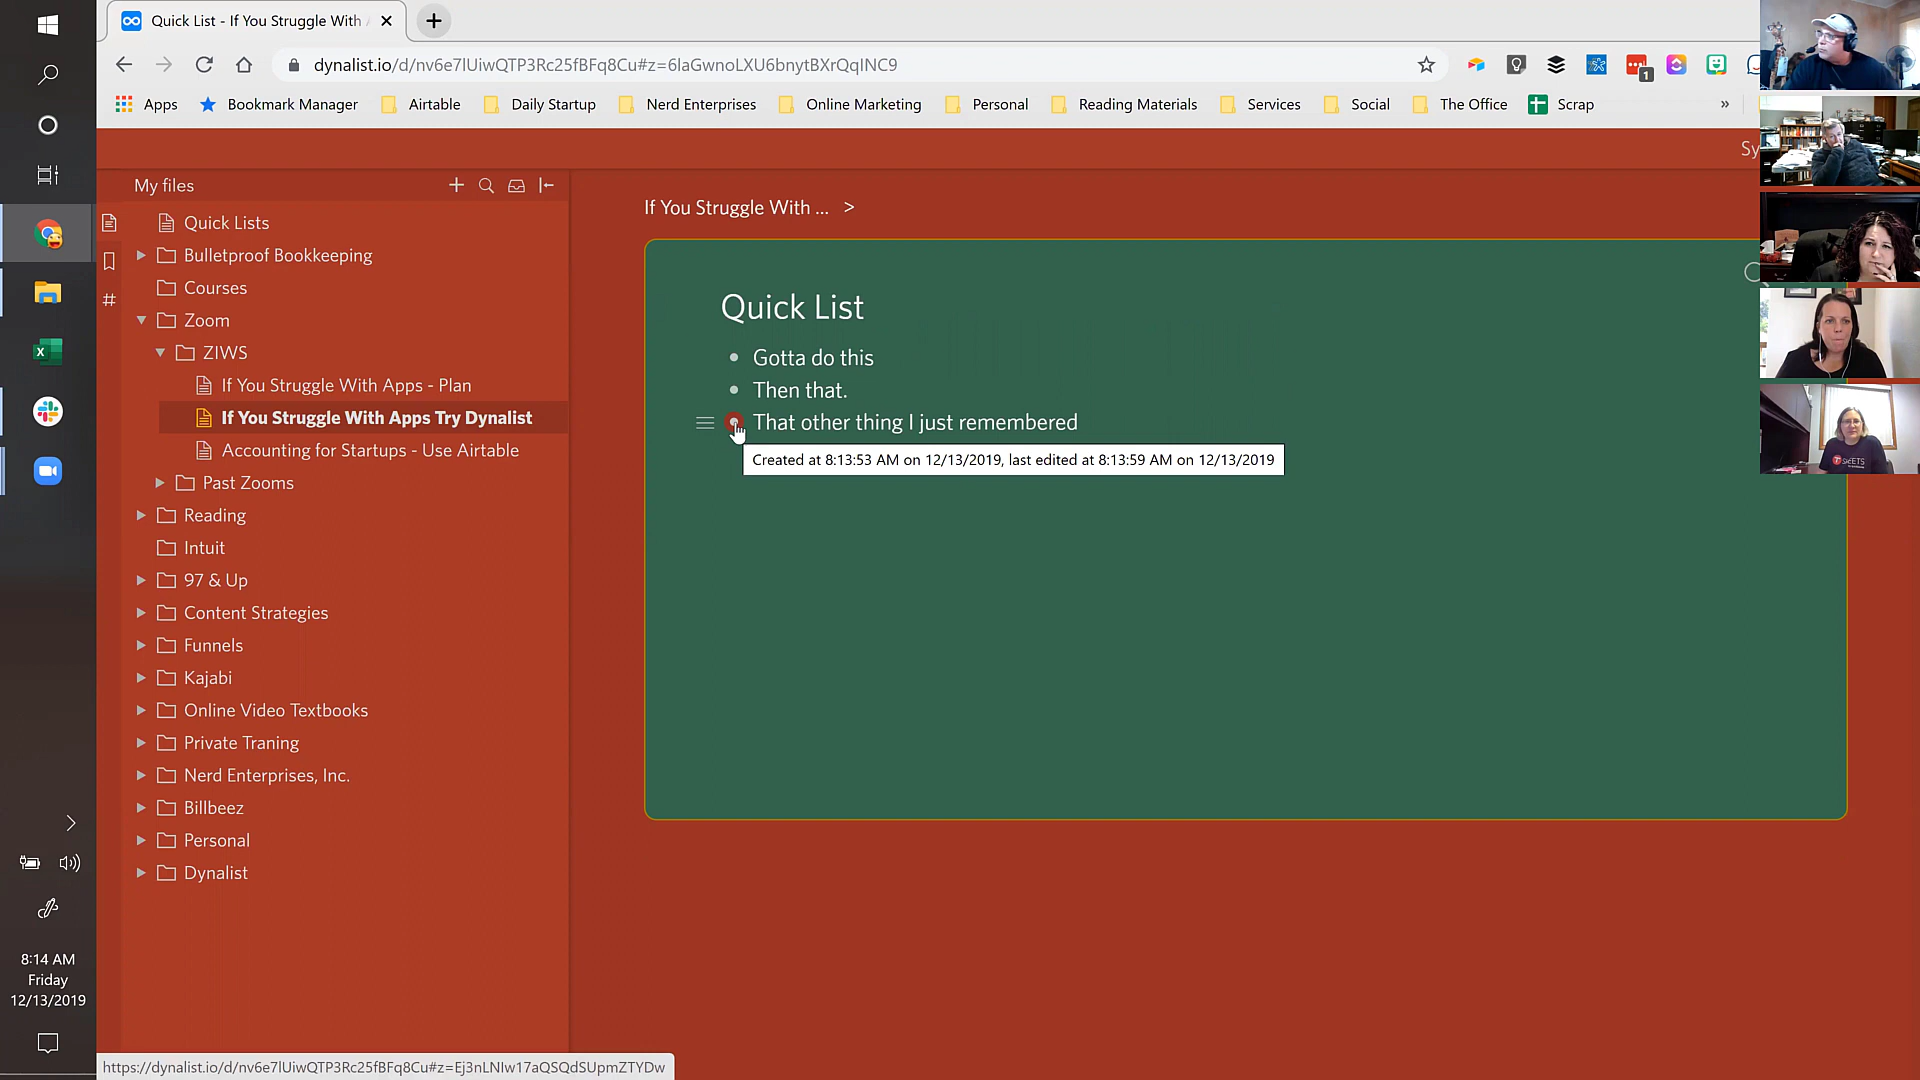 Quick List - If You Struggle With
dynalist.io/d/nv6e7lUiwQTP3Rc25fBFq8Cu#z=6laGwnoLXU6bnytBXrQqINC9
1
Apps
Bookmark Manager
Airtable
Daily Startup
Nerd Enterprises
Online Marketing
Personal
Reading Materials
Services
Social
The Office
Scrap
»
Sy
My files
Quick Lists
Bulletproof Bookkeeping
Courses
Zoom
ZIWS
If You Struggle With Apps - Plan
If You Struggle With Apps Try Dynalist
Accounting for Startups - Use Airtable
Past Zooms
Reading
Intuit
97 & Up
Content Strategies
Funnels
Kajabi
Online Video Textbooks
Private Traning
Nerd Enterprises, Inc.
Billbeez
Personal
Dynalist
If You Struggle With ... >
Quick List
Gotta do this
Then that.
That other thing I just remembered
Created at 8:13:53 AM on 12/13/2019, last edited at 8:13:59 AM on 12/13/2019
8:14 AM
Friday
12/13/2019
https://dynalist.io/d/nv6e7lUiwQTP3Rc25fBFq8Cu#z=Ej3nLNIw17aQSQdSUpmZTYDw